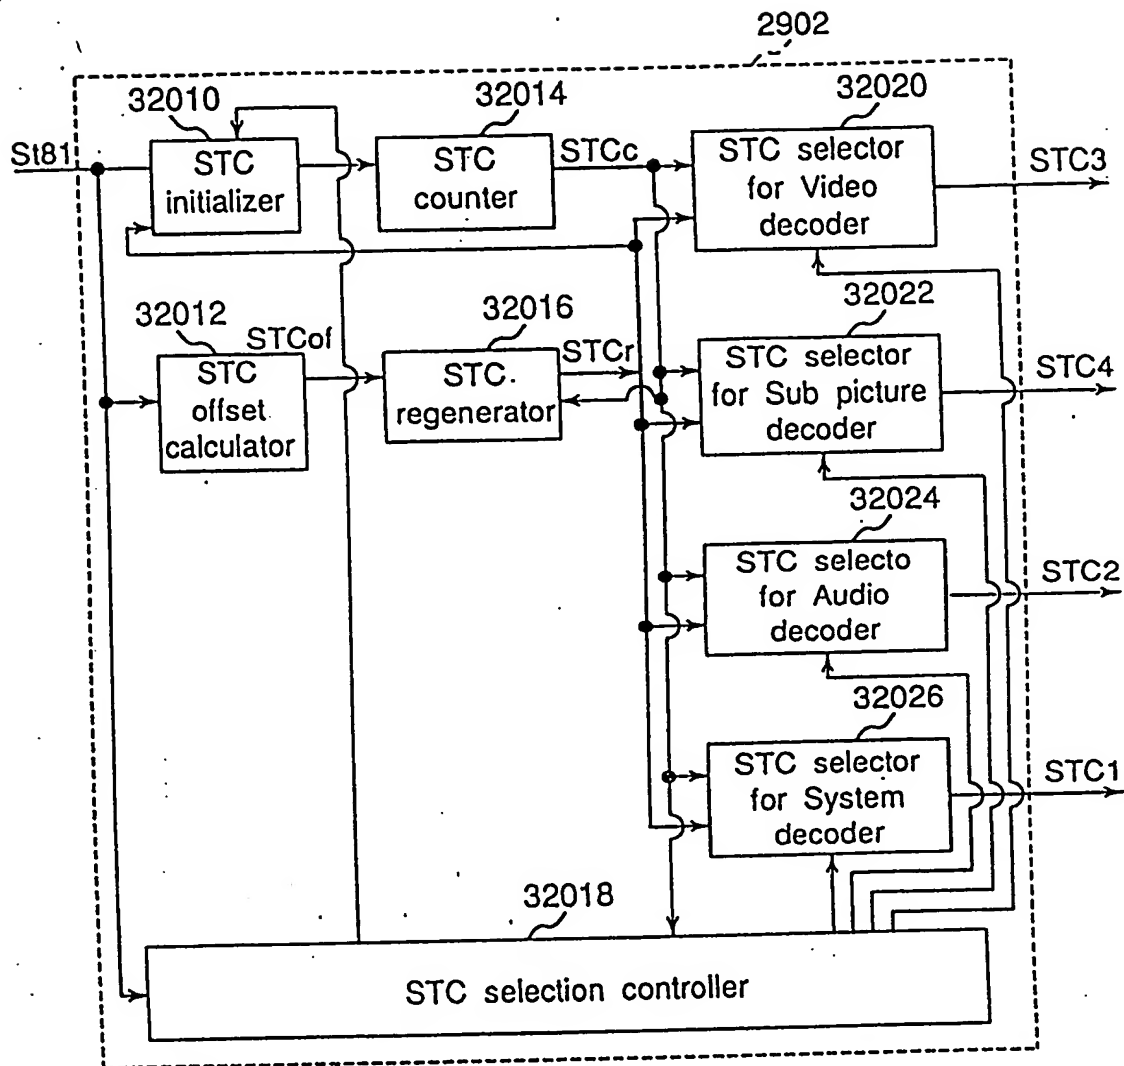 2902
32010
32014
32020
St81
STC
initializer
STC
counter
STCc
STC selector
for Video
decoder
STC3
32012
STCof
32016
STCr
32022
STC
offset
calculator
STC.
regenerator
STC selector
for Sub picture
decoder
STC4
32024
STC selecto
for Audio
decoder
STC2
32026
STC selector
for System
decoder
STC1
32018
STC selection controller